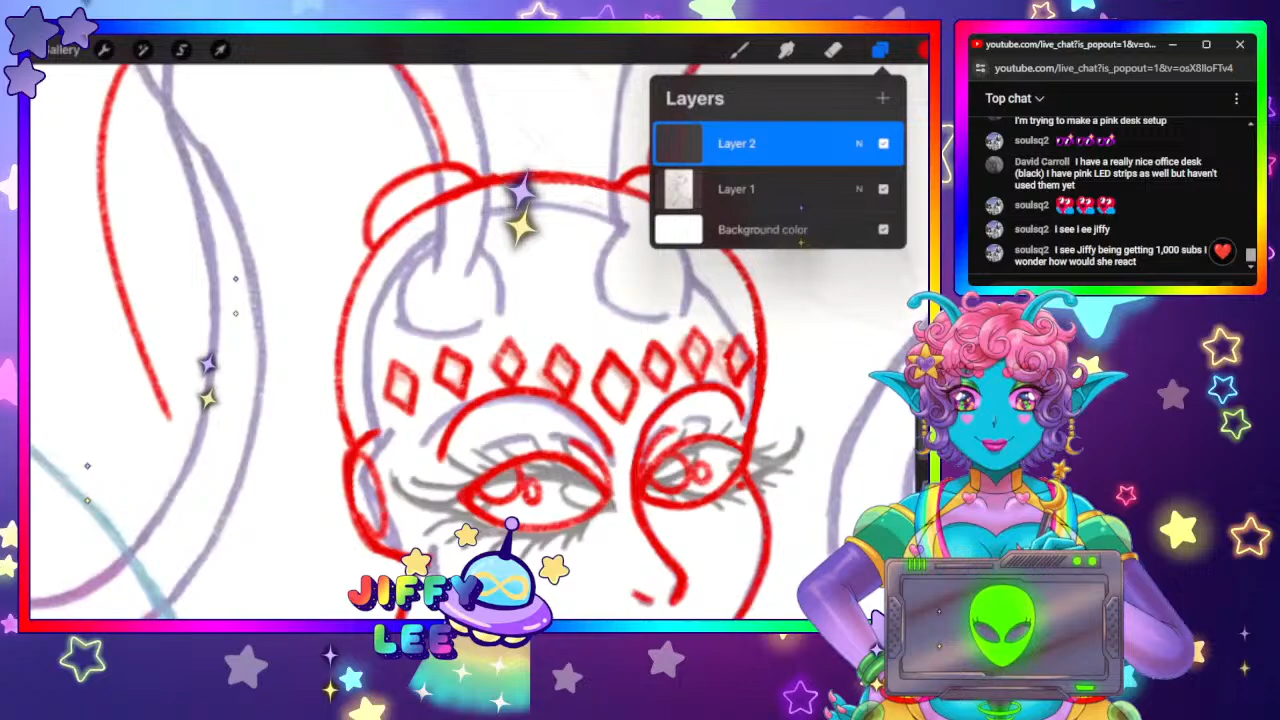 Gallery
Layers
Layer 2 N
Layer 1 N
Background color
youtube.com/live_chat?is_popout=1&v=o...
youtube.com/live_chat?is_popout=1&v=osX8IIoFTv4
Top chat
I'm trying to make a pink desk setup
soulsq2
David Carroll I have a really nice office desk
(black) I have pink LED strips as well but haven't
used them yet
soulsq2
soulsq2 I see I ee jiffy
soulsq2 I see Jiffy being getting 1,000 subs I
wonder how would she react
JIFFY
LEE